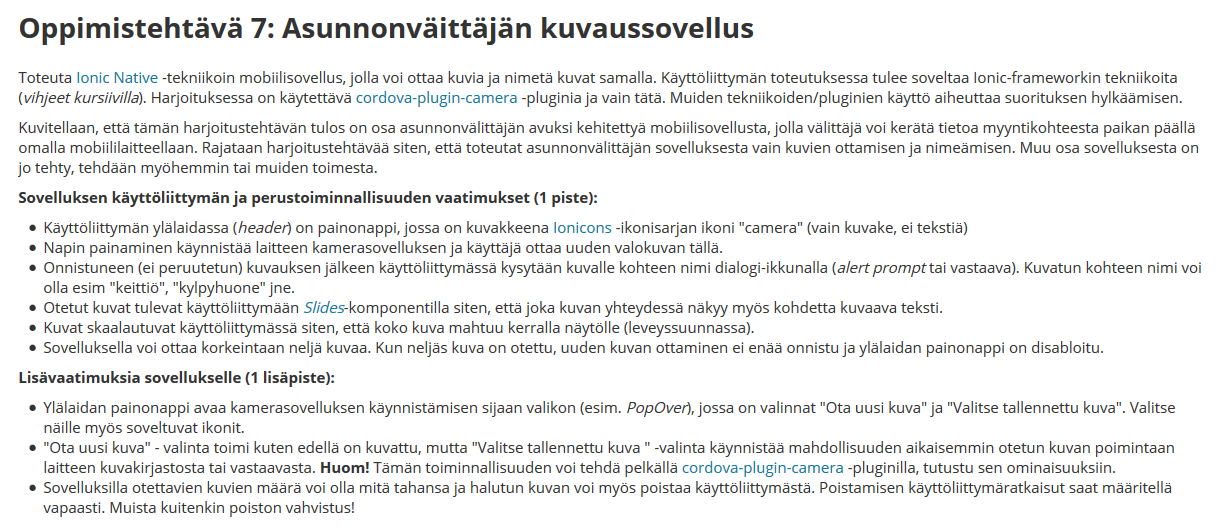 Oppimistehtävä 7: Asunnonväittäjän kuvaussovellus
Toteuta Ionic Native -tekniikoin mobiilisovellus, jolla voi ottaa kuvia ja nimetä kuvat samalla. Käyttöliittymän toteutuksessa tulee soveltaa Ionic-frameworkin tekniikoita
(vihjeet kursiivilla). Harjoituksessa on käytettävä cordova-plugin-camera -pluginia ja vain tätä. Muiden tekniikoiden/pluginien käyttö aiheuttaa suorituksen hylkäämisen.
Kuvitellaan, että tämän harjoitustehtävän tulos on osa asunnonvälittäjän avuksi kehitettyä mobiilisovellusta, jolla välittäjä voi kerätä tietoa myyntikohteesta paikan päällä
omalla mobiililaitteellaan. Rajataan harjoitustehtävää siten, että toteutat asunnonvälittäjän sovelluksesta vain kuvien ottamisen ja nimeämisen. Muu osa sovelluksesta on
jo tehty, tehdään myöhemmin tai muiden toimesta.
Sovelluksen käyttöliittymän ja perustoiminnallisuuden vaatimukset (1 piste):
• Käyttöliittymän ylälaidassa (header) on painonappi, jossa on kuvakkeena Ionicons -ikonisarjan ikoni "camera" (vain kuvake, ei tekstiä)
• Napin painaminen käynnistää laitteen kamerasovelluksen ja käyttäjä ottaa uuden valokuvan tällä.
• Onnistuneen (ei peruutetun) kuvauksen jälkeen käyttöliittymässä kysytään kuvalle kohteen nimi dialogi-ikkunalla (alert prompt tai vastaava). Kuvatun kohteen nimi voi
olla esim "keittiö", "kylpyhuone" jne.
• Otetut kuvat tulevat käyttöliittymään Slides-komponentilla siten, että joka kuvan yhteydessä näkyy myös kohdetta kuvaava teksti.
• Kuvat skaalautuvat käyttöliittymässä siten, että koko kuva mahtuu kerralla näytölle (leveyssuunnassa).
• Sovelluksella voi ottaa korkeintaan neljä kuvaa. Kun neljäs kuva on otettu, uuden kuvan ottaminen ei enää onnistu ja ylälaidan painonappi on disabloitu.
Lisävaatimuksia sovellukselle (1 lisäpiste):
• Ylälaidan painonappi avaa kamerasovelluksen käynnistämisen sijaan valikon (esim. PopOver), jossa on valinnat "Ota uusi kuva" ja "Valitse tallennettu kuva". Valitse
näille myös soveltuvat ikonit.
• "Ota uusi kuva" - valinta toimi kuten edellä on kuvattu, mutta "Valitse tallennettu kuva " -valinta käynnistää mahdollisuuden aikaisemmin otetun kuvan poimintaan
laitteen kuvakirjastosta tai vastaavasta. Huom! Tämän toiminnallisuuden voi tehdä pelkällä cordova-plugin-camera -pluginilla, tutustu sen ominaisuuksiin.
• Sovelluksilla otettavien kuvien määrä voi olla mitä tahansa ja halutun kuvan voi myös poistaa käyttöliittymästä. Poistamisen käyttöliittymäratkaisut saat määritellä
vapaasti. Muista kuitenkin poiston vahvistus!